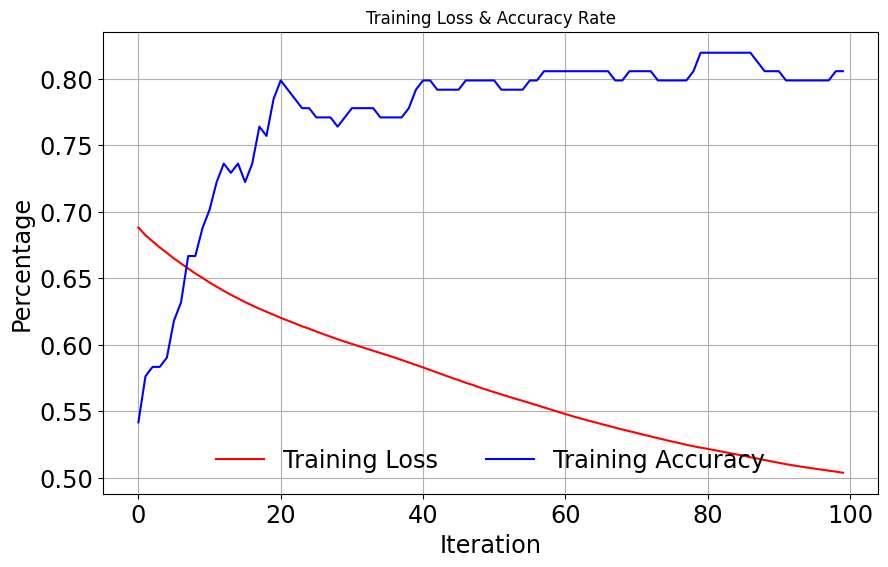 Training Loss & Accuracy Rate
Percentage
0.80
0.75
0.70
0.65
0.60
0.55
0.50
Training Loss
Training Accuracy
0
20
40
60
80
100
Iteration